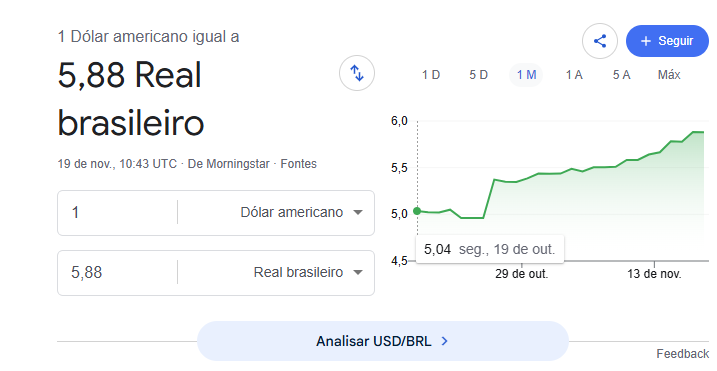 1 Dólar americano igual a
5,88 Real
brasileiro
19 de nov., 10:43 UTC · De Morningstar · Fontes
1 Dólar americano
5,88 Real brasileiro
Seguir
1 D 5 D 1 M 1 A 5 A Máx
6,0
5,5
5,0
4,5
5,04 seg., 19 de out.
29 de out. 13 de nov.
Analisar USD/BRL
Feedback